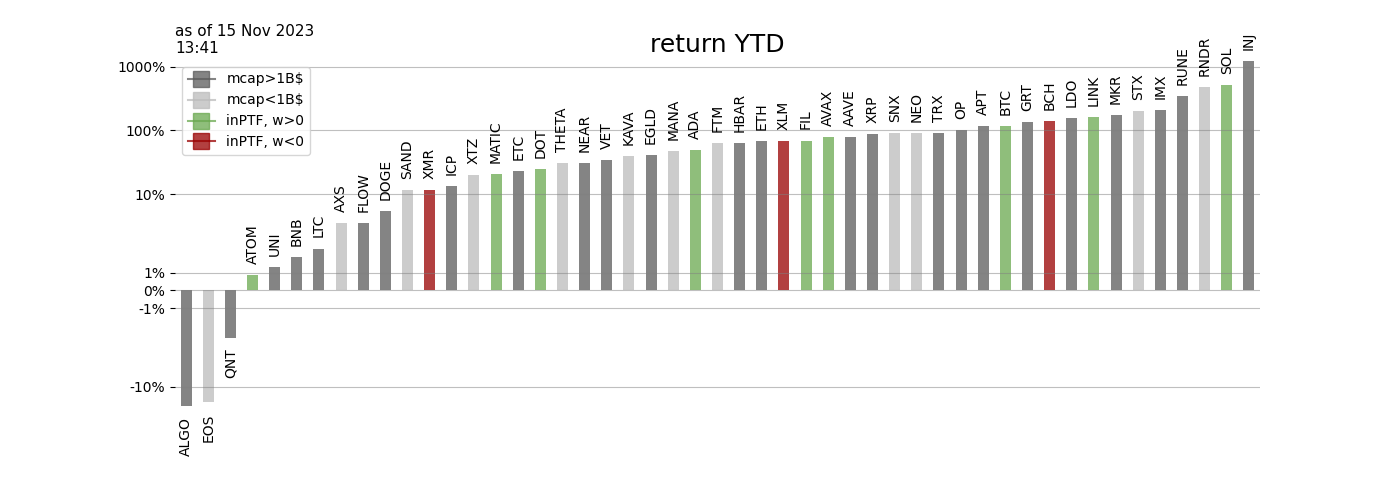 as of 15 Nov 2023
13:41
return YTD
mcap>1B$
mcap<1B$
inPTF, w>0
inPTF, w<0
1000%
100%
10%
1%
0%
-1%
-10%
ALGO
EOS
QNT
ATOM
UNI
BNB
LTC
AXS
FLOW
DOGE
SAND
XMR
ICP
XTZ
MATIC
ETC
DOT
THETA
NEAR
VET
KAVA
EGLD
MANA
ADA
FTM
HBAR
ETH
XLM
FIL
AVAX
AAVE
XRP
SNX
NEO
TRX
OP
APT
BTC
GRT
BCH
LDO
LINK
MKR
STX
IMX
RUNE
RNDR
SOL
INJ